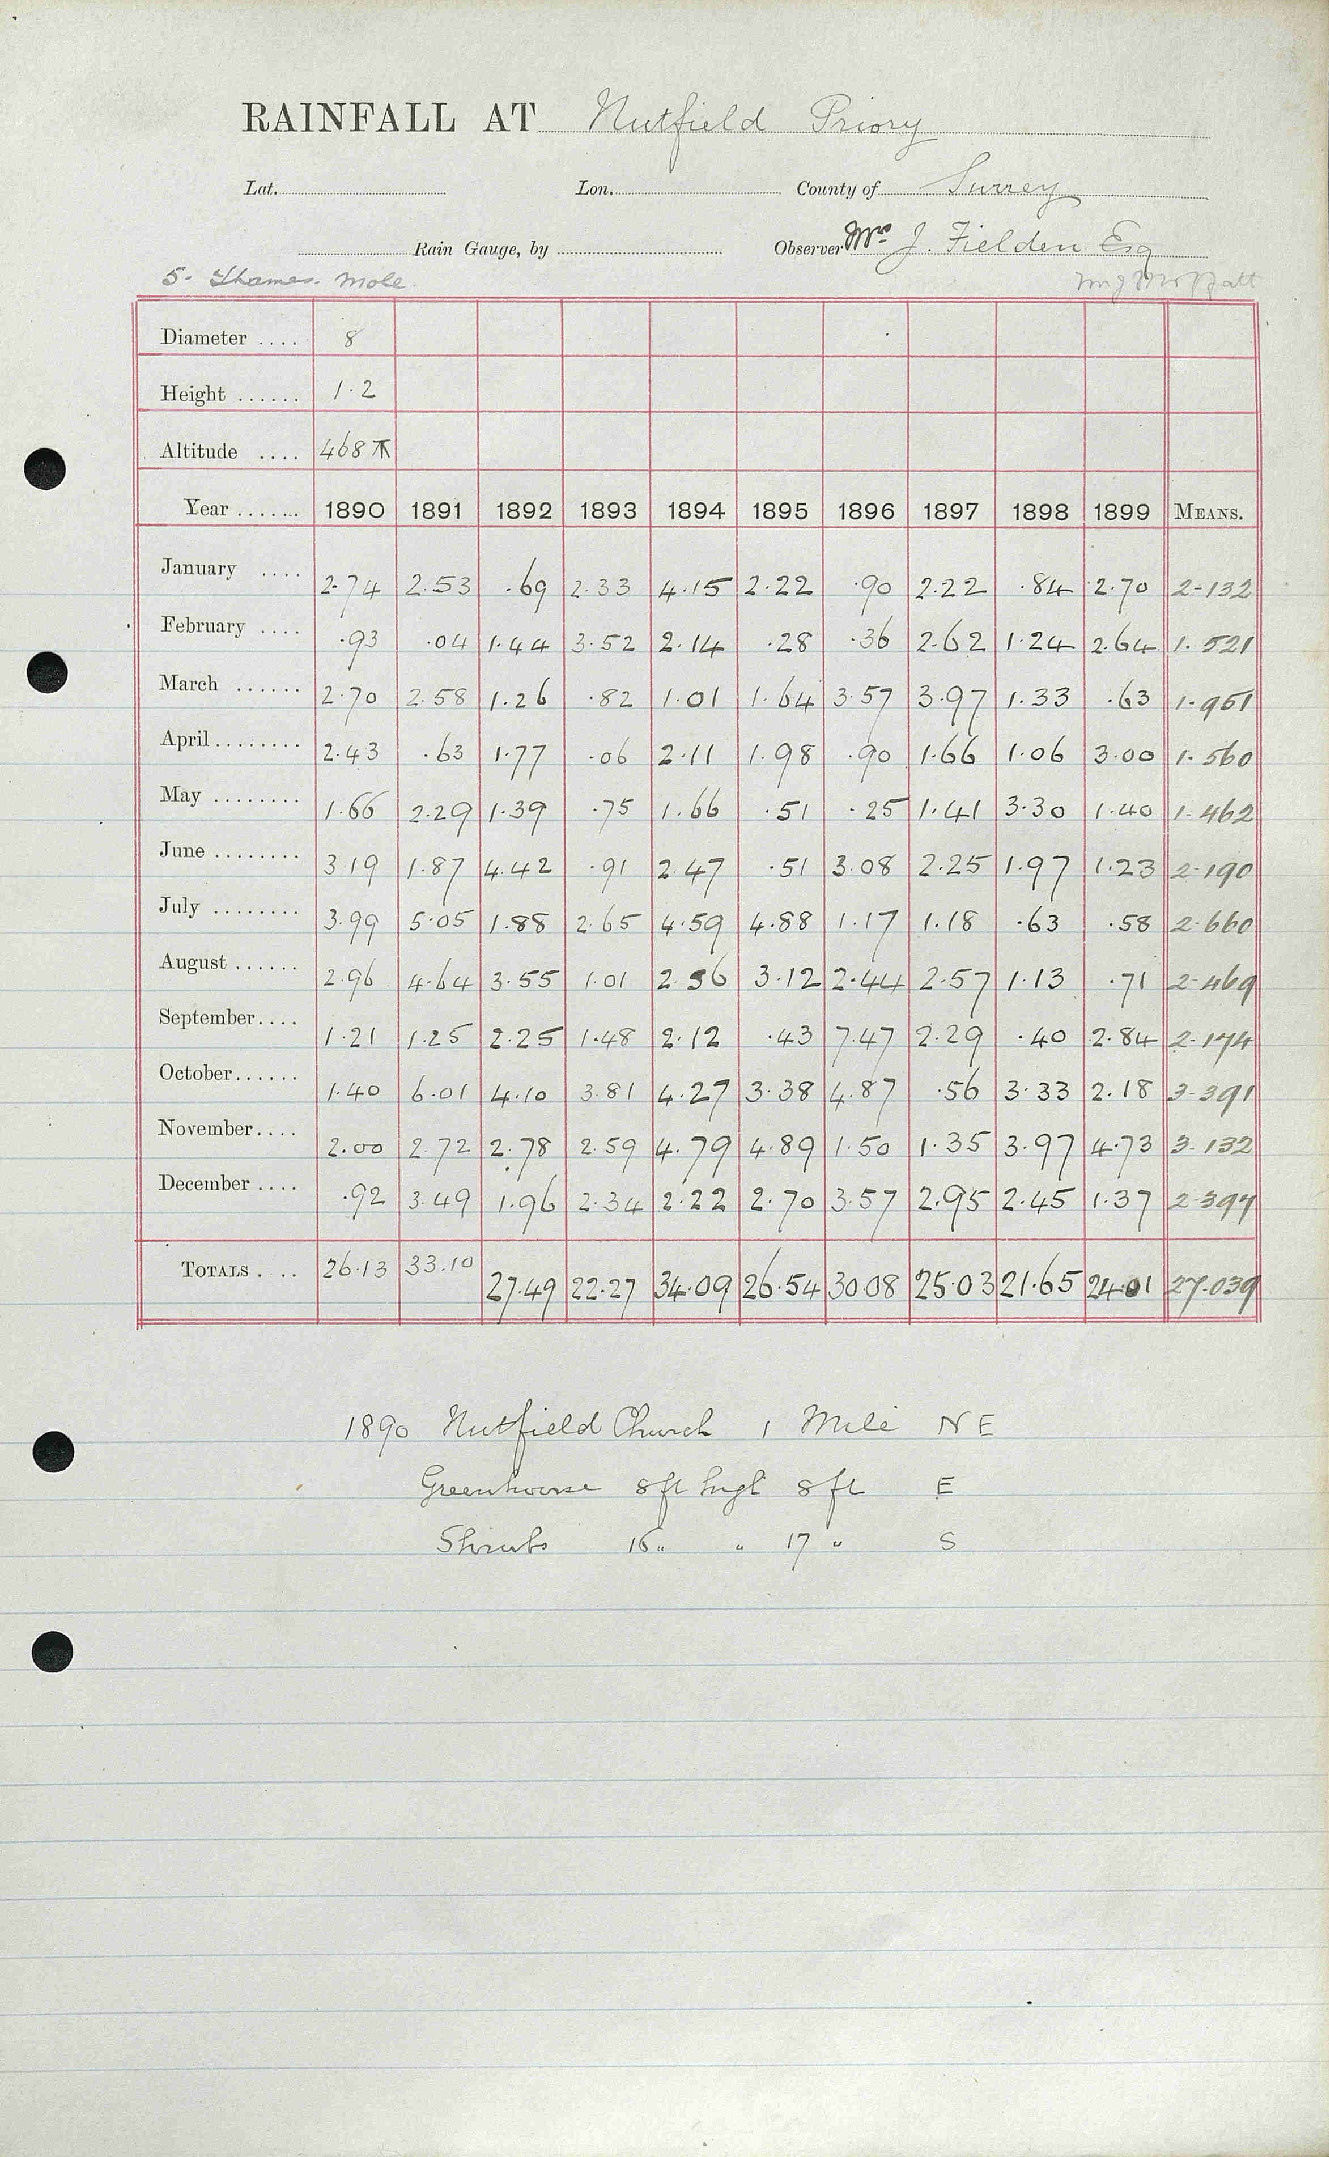 RAINFALL AT Nutfield Priory
Lat. Lon. County of Surrey
Rain Gauge, by Observer Mrs J. Fielden Esq
5. Thames. Mole
Diameter .... 8
Height ...... 1.2
Altitude .... 468
Year ....... 1890 1891 1892 1893 1894 1895 1896 1897 1898 1899 MEANS.
January .... 2.74 2.53 .69 2.33 4.15 2.22 .90 2.22 .84 2.70 2.132
February .... .93 .04 1.44 3.52 2.14 .28 .36 2.62 1.24 2.64 1.521
March ...... 2.70 2.58 1.26 .82 1.01 1.64 3.57 3.97 1.33 .63 1.951
April ........ 2.43 .63 1.77 .06 2.11 1.98 .90 1.66 1.06 3.00 1.560
May ........ 1.66 2.29 1.39 .75 1.66 .51 .25 1.41 3.30 1.40 1.462
June ........ 3 19 1.87 4.42 .91 2.47 .51 3.08 2.25 1.97 1.23 2.190
July ........ 3.99 5.05 1.88 2.65 4.59 4.88 1.17 1.18 .63 .58 2.660
August ...... 2.96 4.64 3.55 1.01 2.56 3.12 2.44 2.57 1.13 .71 2.469
September.... 1.21 1.25 2.25 1.48 2.12 .43 7.47 2.29 .40 2.84 2.174
October...... 1.40 6.01 4.10 3.81 4.27 3.38 4.87 .56 3.33 2.18 3.391
November.... 2.00 2.72 2.78 2.59 4.79 4.89 1.50 1.35 3.97 4.73 3.132
December .... .92 3.49 1.96 2.34 2.22 2.70 3.57 2.95 2.45 1.37 2.397
TOTALS .... 26.13 33.10 27.49 22.27 34.09 26.54 30.08 25.03 21.65 24.01 27.039
1890 Nutfield Church 1 Mile NE
Greenhouse 8ft high 8ft E
Shrubs 16 " " 17 " S